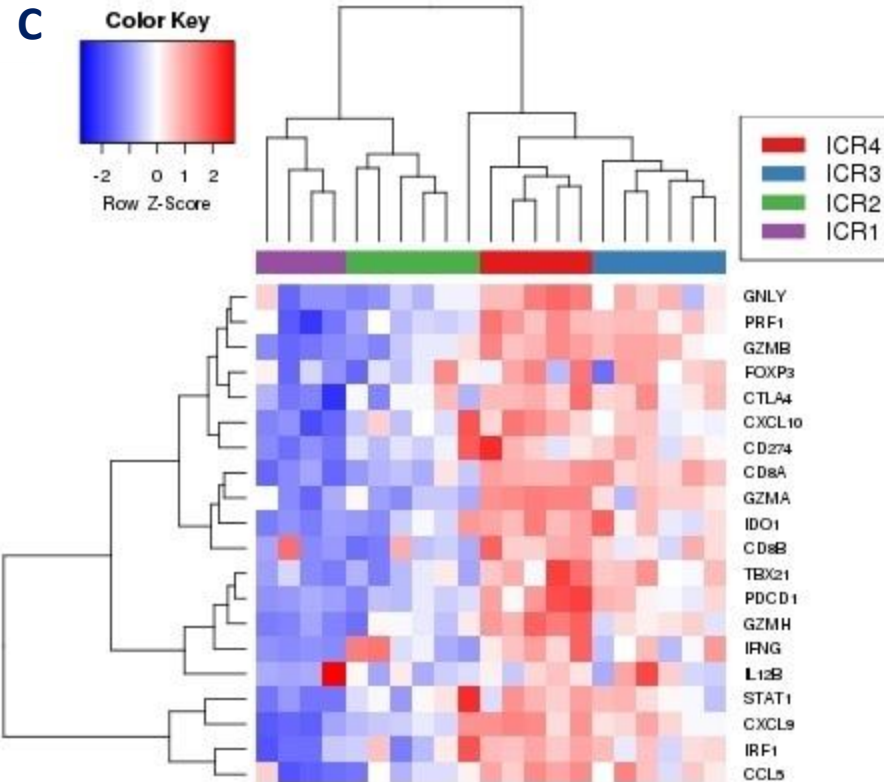 C
Color Key
-2 0 1 2
Row Z-Score
ICR4
ICR3
ICR2
ICR1
GNLY
PRF1
GZMB
FOXP3
CTLA4
CXCL10
CD274
CD8A
GZMA
IDO1
CD8B
TBX21
PDCD1
GZMH
IFNG
IL12B
STAT1
CXCL9
IRF1
CCL5